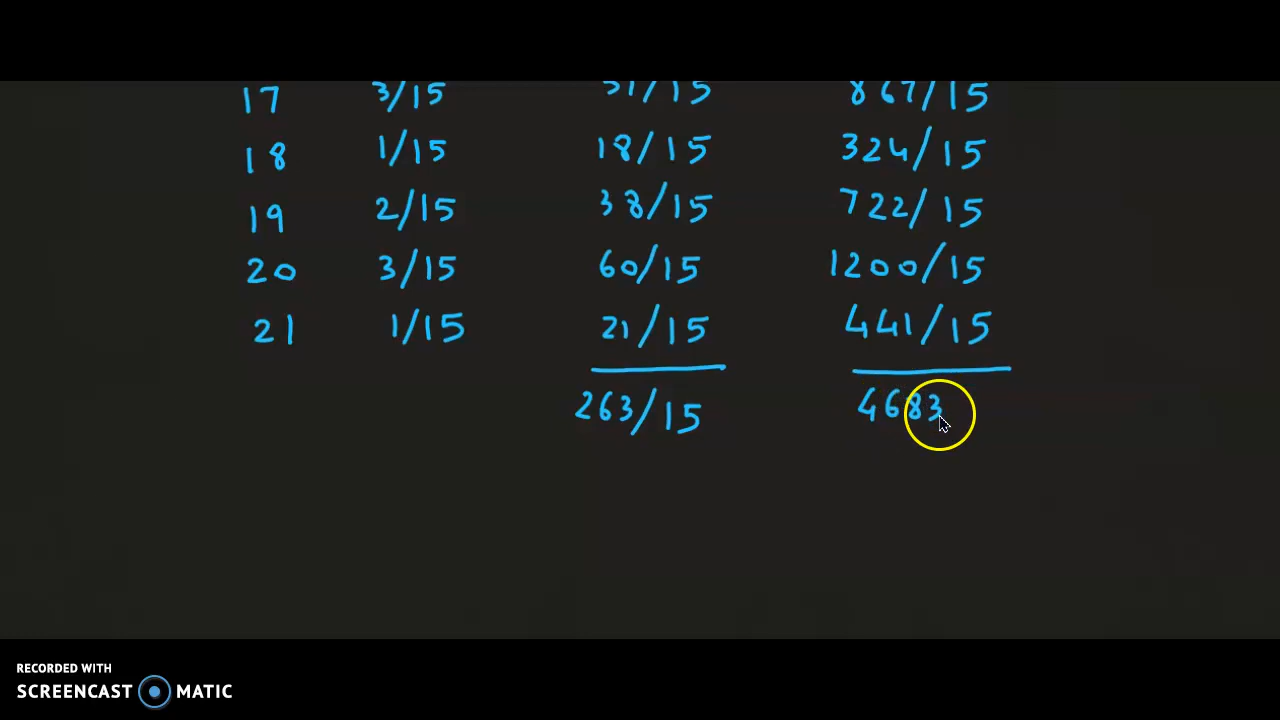 17 3/15 51/15 867/15
18 1/15 18/15 324/15
19 2/15 38/15 722/15
20 3/15 60/15 1200/15
21 1/15 21/15 441/15
263/15 4683
RECORDED WITH
SCREENCAST MATIC